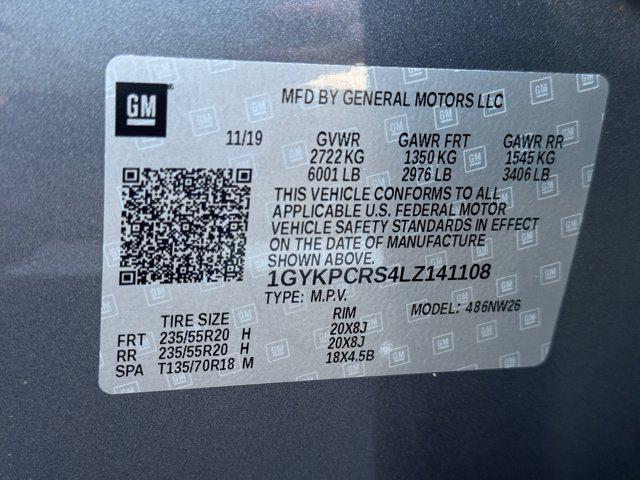 GM
MFD BY GENERAL MOTORS LLC
11/19 GVWR GAWR FRT GAWR RR
2722 KG 1350 KG 1545 KG
6001 LB 2976 LB 3406 LB
THIS VEHICLE CONFORMS TO ALL
APPLICABLE U.S. FEDERAL MOTOR
VEHICLE SAFETY STANDARDS IN EFFECT
ON THE DATE OF MANUFACTURE
SHOWN ABOVE.
1GYKPCRS4LZ141108
TYPE: M.P.V. MODEL: 486NW26
TIRE SIZE RIM
FRT 235/55R20 H 20X8J
RR 235/55R20 H 20X8J
SPA T135/70R18 M 18X4.5B